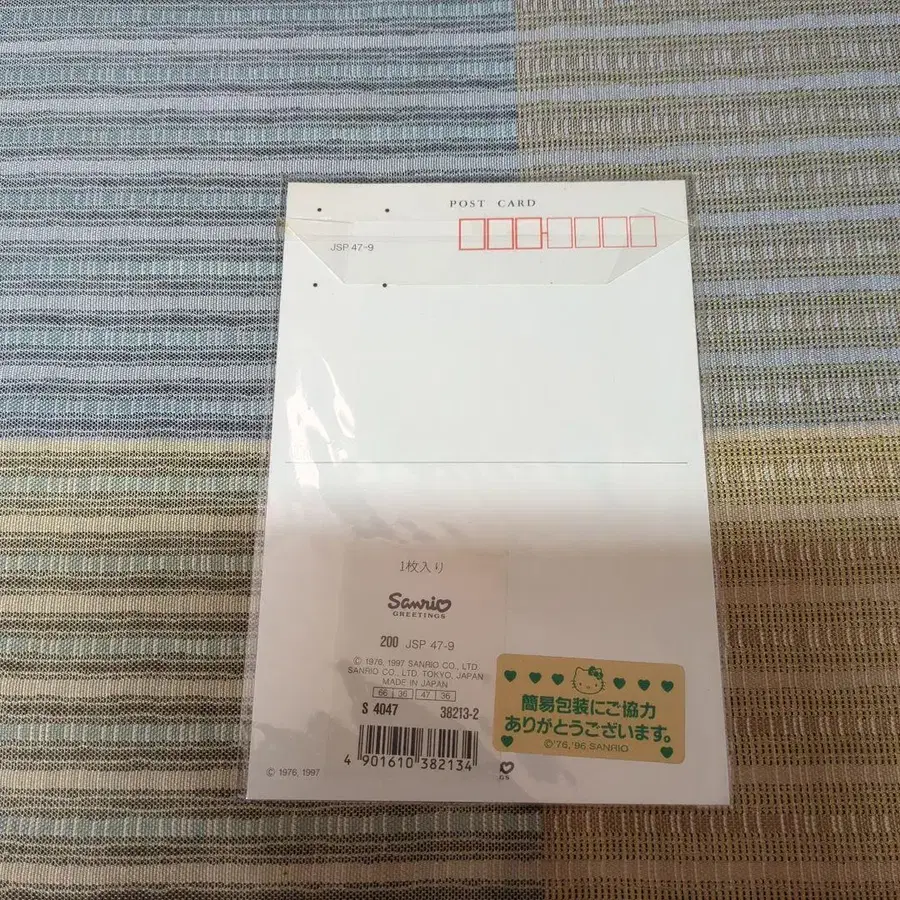 POST CARD
JSP 47-9
1枚入り
Sanrio
GREETINGS
200 JSP 47-9
© 1976, 1997 SANRIO CO., LTD.
SANRIO CO., LTD. TOKYO, JAPAN
MADE IN JAPAN
66 36 47 36
S 4047 38213-2
4 901610 382134
© 1976, 1997
GS
簡易包装にご協力
ありがとうございます。
©'76,'96 SANRIO